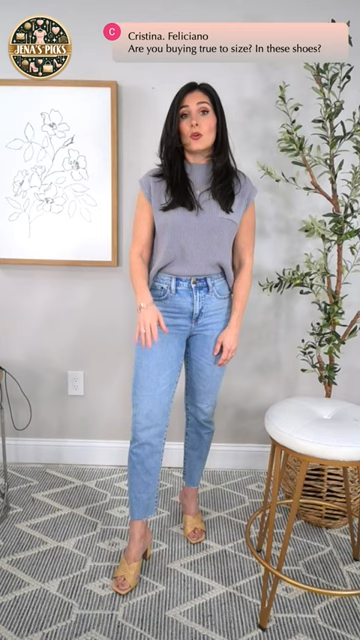 JENA'S PICKS
C
Cristina. Feliciano
Are you buying true to size? In these shoes?